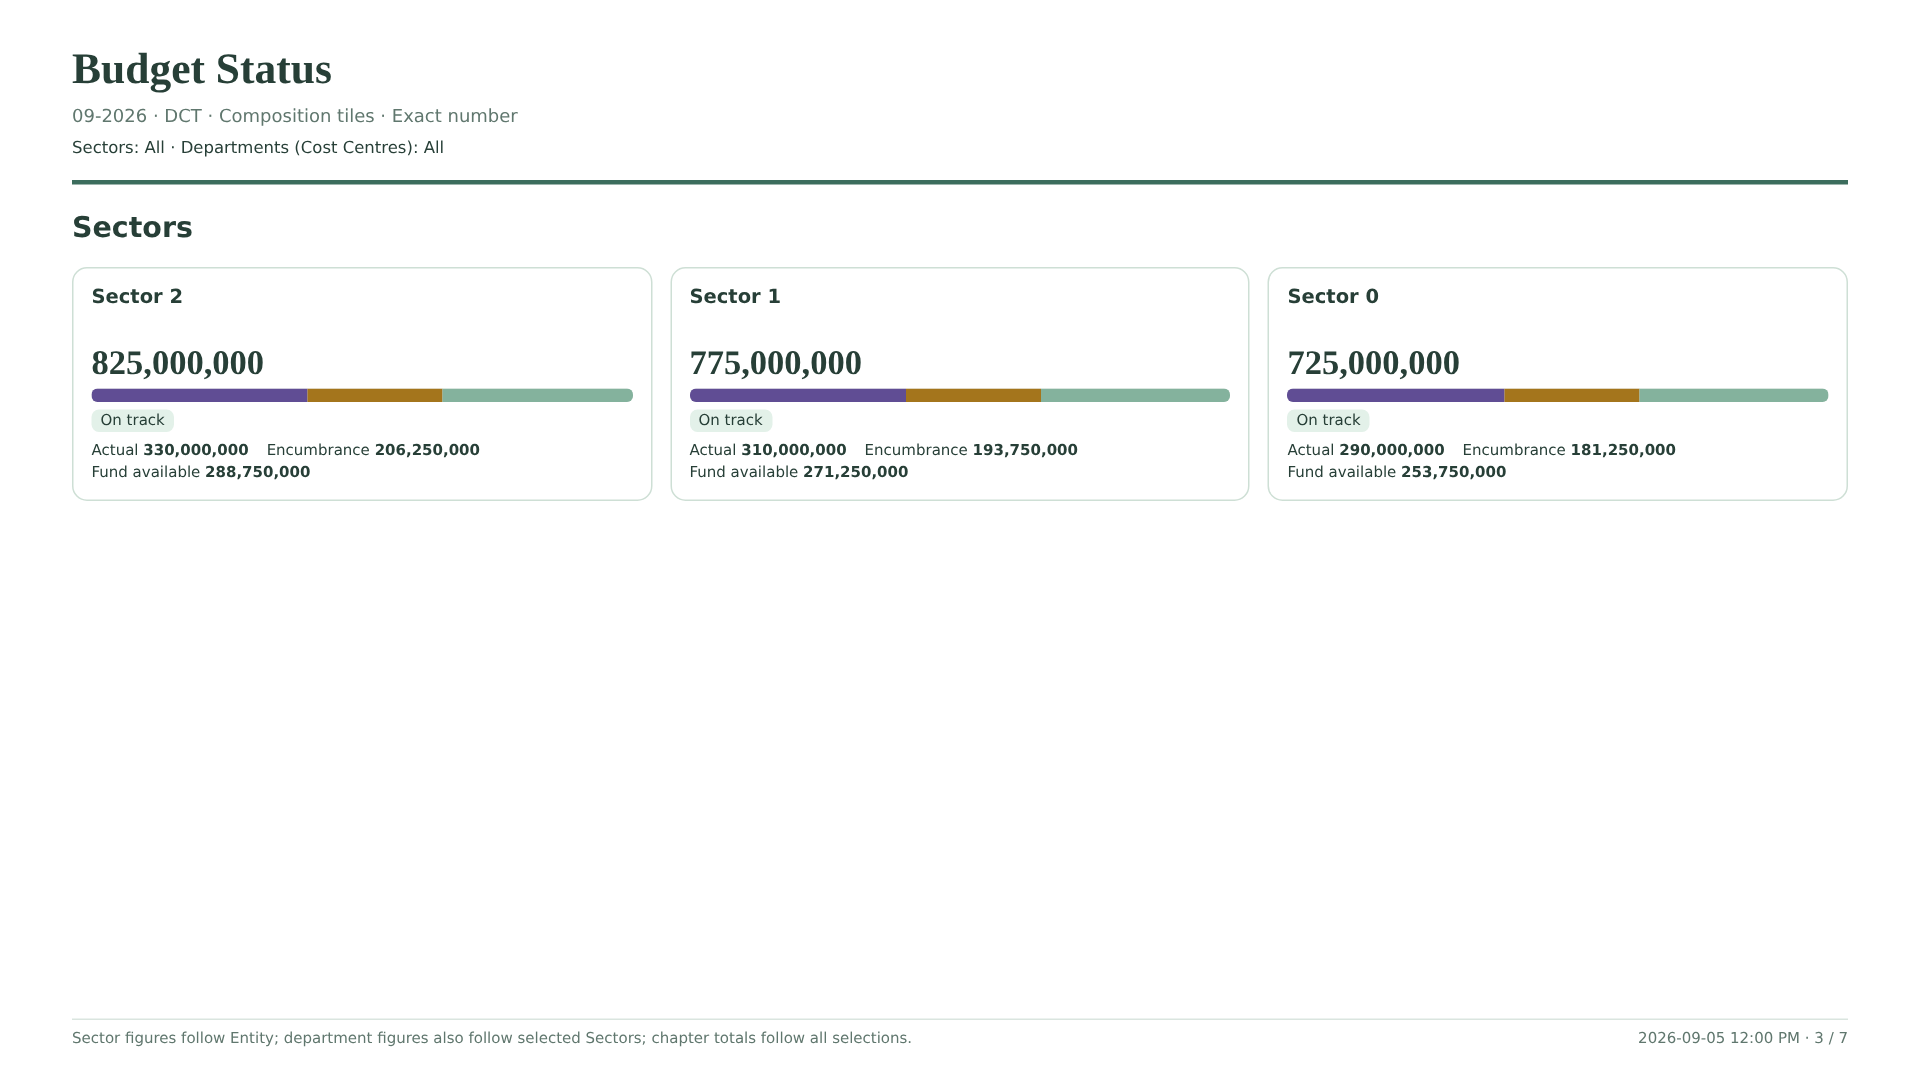 Budget Status
09-2026 · DCT · Composition tiles · Exact number
Sectors: All · Departments (Cost Centres): All
Sectors
Sector 2
825,000,000
On track
Actual 330,000,000 Encumbrance 206,250,000
Fund available 288,750,000
Sector 1
775,000,000
On track
Actual 310,000,000 Encumbrance 193,750,000
Fund available 271,250,000
Sector 0
725,000,000
On track
Actual 290,000,000 Encumbrance 181,250,000
Fund available 253,750,000
Sector figures follow Entity; department figures also follow selected Sectors; chapter totals follow all selections.
2026-09-05 12:00 PM · 3 / 7